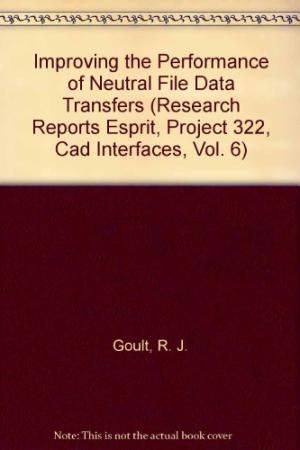 Improving the Performance
of Neutral File Data
Transfers (Research
Reports Esprit, Project 322,
Cad Interfaces, Vol. 6)
Goult, R. J.
Note: This is not the actual book cover